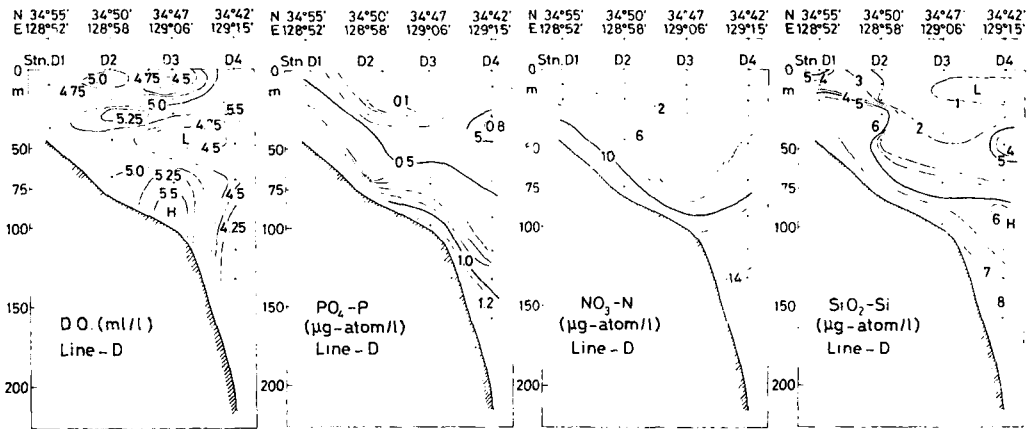 N 34°55' 34°50' 34°47' 34°42'
E 128°52' 128°58' 129°06' 129°15'
Stn. D1 D2 D3 D4
0
m
50
75
100
150
200
5.0 4.75 4.5
4.75 5.0 5.5
5.25 4.75
L 4.5
5.0 5.25 4.5
5.5
H 4.25
D.O. (ml/l)
Line-D
34°55' 34°50' 34°47' 34°42'
128°52' 128°58' 129°06' 129°15'
Stn. D1 D2 D3 D4
0
m
50
75
100
150
200
0.1
0.8
5
0.5
1.0
1.2
PO₄-P
(µg-atom/l)
Line-D
34°55' 34°50' 34°47' 34°42'
128°52' 128°58' 129°06' 129°15'
Stn. D1 D2 D3 D4
0
m
50
75
100
150
200
2
6
10
14
NO₃-N
(µg-atom/l)
Line-D
34°55' 34°50' 34°47' 34°42'
128°52' 128°58' 129°06' 129°15'
Stn. D1 D2 D3 D4
0
m
50
75
100
150
200
5 4 3 L
4 5 1
6 2
4
5
6 H
7
8
SiO₂-Si
(µg-atom/l)
Line-D